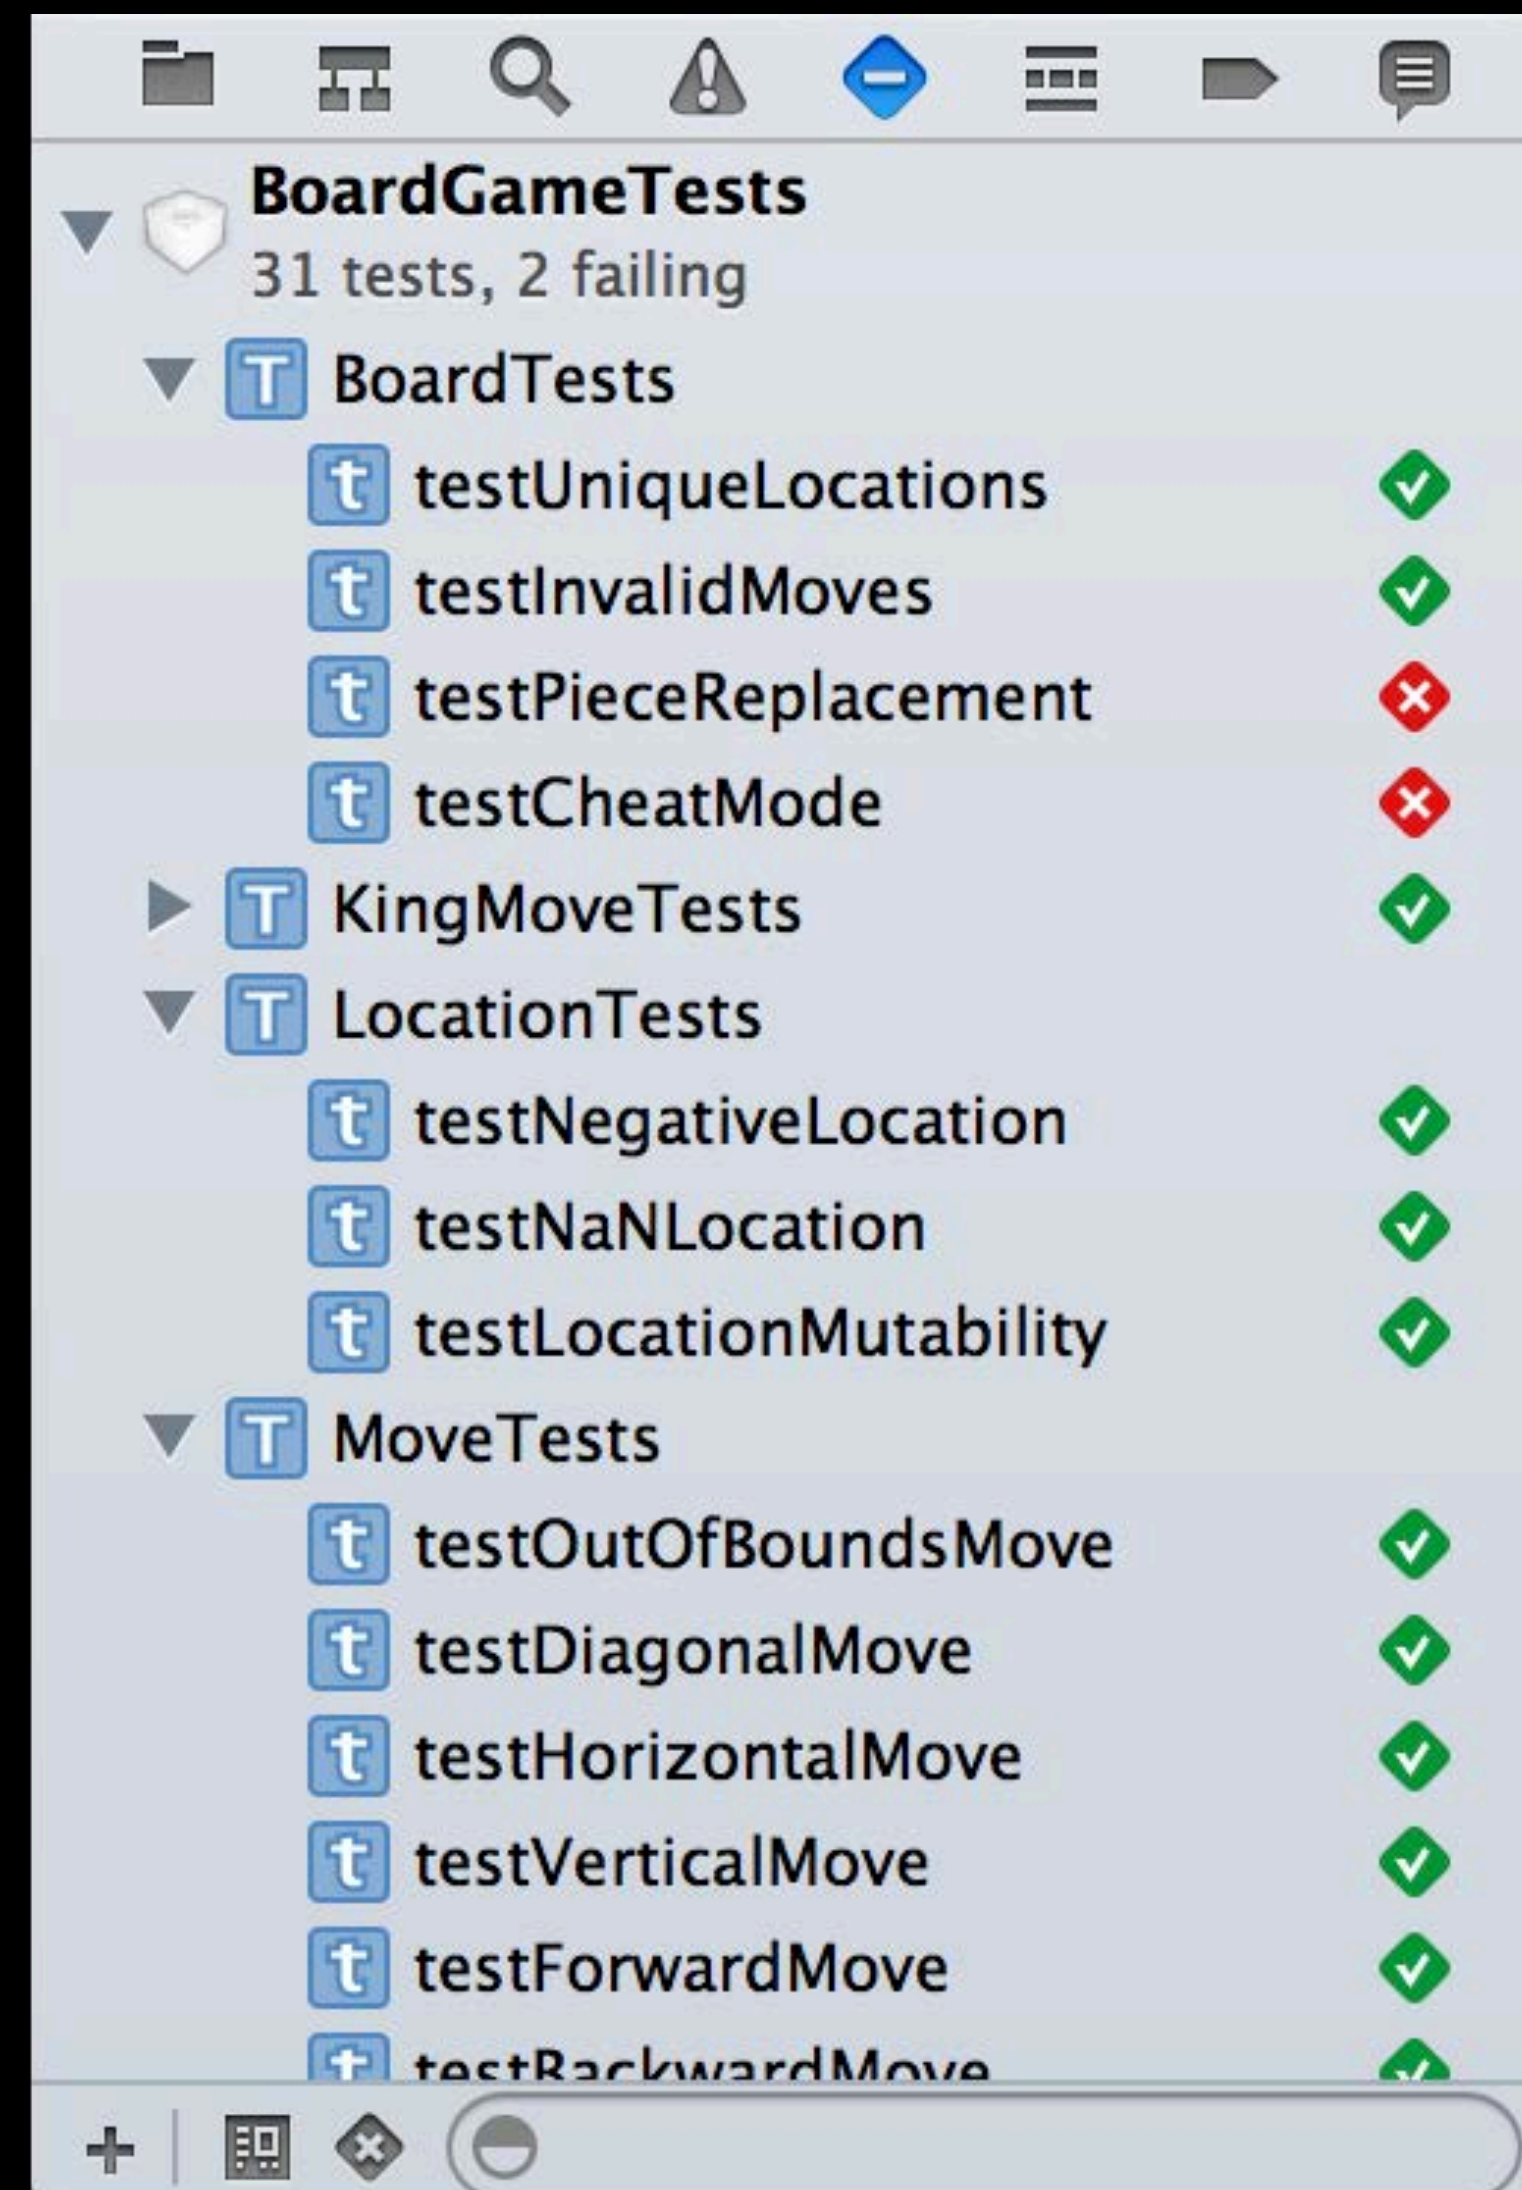 BoardGameTests
31 tests, 2 failing
T BoardTests
t testUniqueLocations
t testInvalidMoves
t testPieceReplacement
t testCheatMode
T KingMoveTests
T LocationTests
t testNegativeLocation
t testNaNLocation
t testLocationMutability
T MoveTests
t testOutOfBoundsMove
t testDiagonalMove
t testHorizontalMove
t testVerticalMove
t testForwardMove
t testBackwardMove